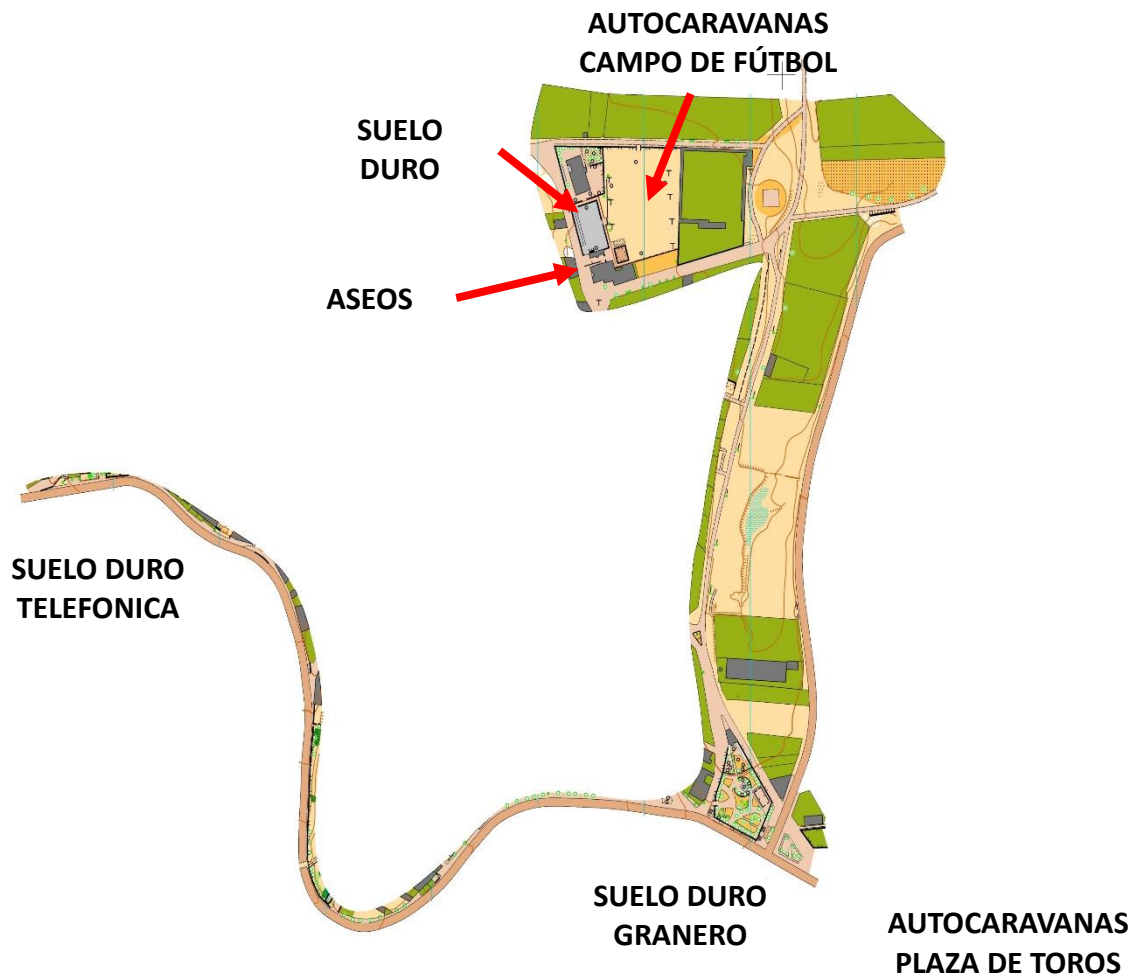 AUTOCARAVANAS
CAMPO DE FÚTBOL
SUELO
DURO
ASEOS
SUELO DURO
TELEFONICA
SUELO DURO
GRANERO
AUTOCARAVANAS
PLAZA DE TOROS